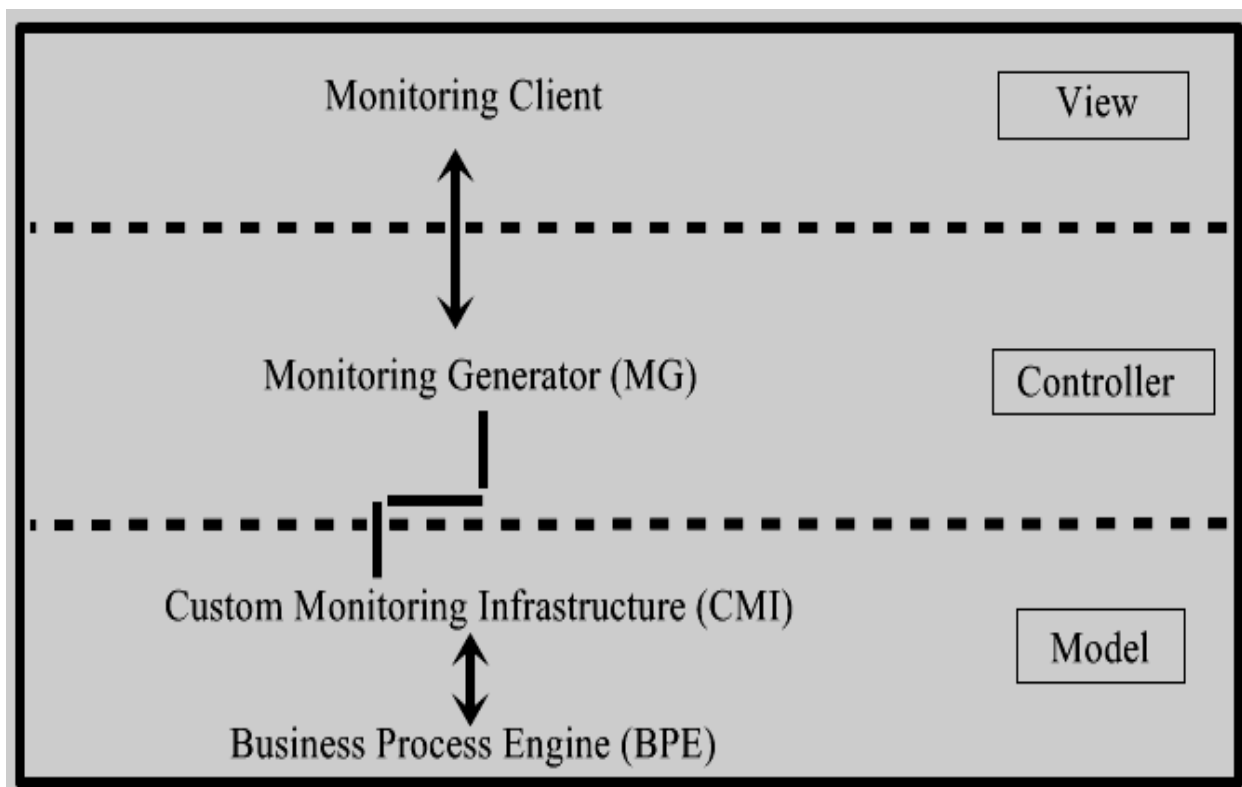 Monitoring Client
View
Monitoring Generator (MG)
Controller
Custom Monitoring Infrastructure (CMI)
Model
Business Process Engine (BPE)